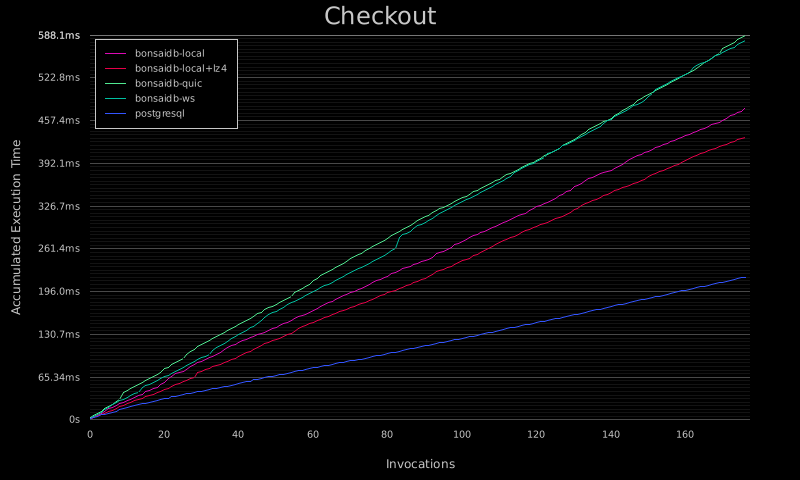 Checkout
588.1ms
522.8ms
457.4ms
392.1ms
326.7ms
261.4ms
196.0ms
130.7ms
65.34ms
0s
bonsaidb-local
bonsaidb-local+lz4
bonsaidb-quic
bonsaidb-ws
postgresql
Accumulated Execution Time
0 20 40 60 80 100 120 140 160
Invocations